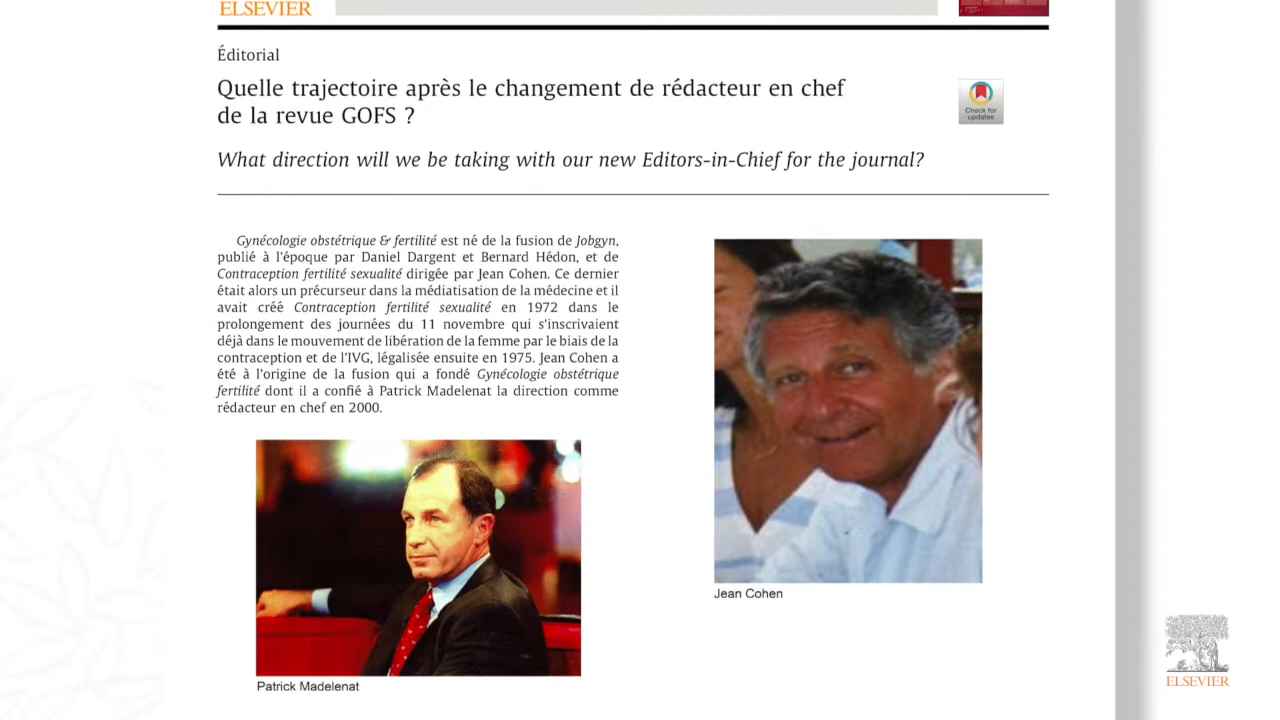 ELSEVIER
Éditorial
Quelle trajectoire après le changement de rédacteur en chef
de la revue GOFS ?
Check for
updates
What direction will we be taking with our new Editors-in-Chief for the journal?
Gynécologie obstétrique & fertilité est né de la fusion de Jobgyn,
publié à l'époque par Daniel Dargent et Bernard Hédon, et de
Contraception fertilité sexualité dirigée par Jean Cohen. Ce dernier
était alors un précurseur dans la médiatisation de la médecine et il
avait créé Contraception fertilité sexualité en 1972 dans le
prolongement des journées du 11 novembre qui s'inscrivaient
déjà dans le mouvement de libération de la femme par le biais de la
contraception et de l'IVG, légalisée ensuite en 1975. Jean Cohen a
été à l'origine de la fusion qui a fondé Gynécologie obstétrique
fertilité dont il a confié à Patrick Madelenat la direction comme
rédacteur en chef en 2000.
Jean Cohen
Patrick Madelenat
ELSEVIER